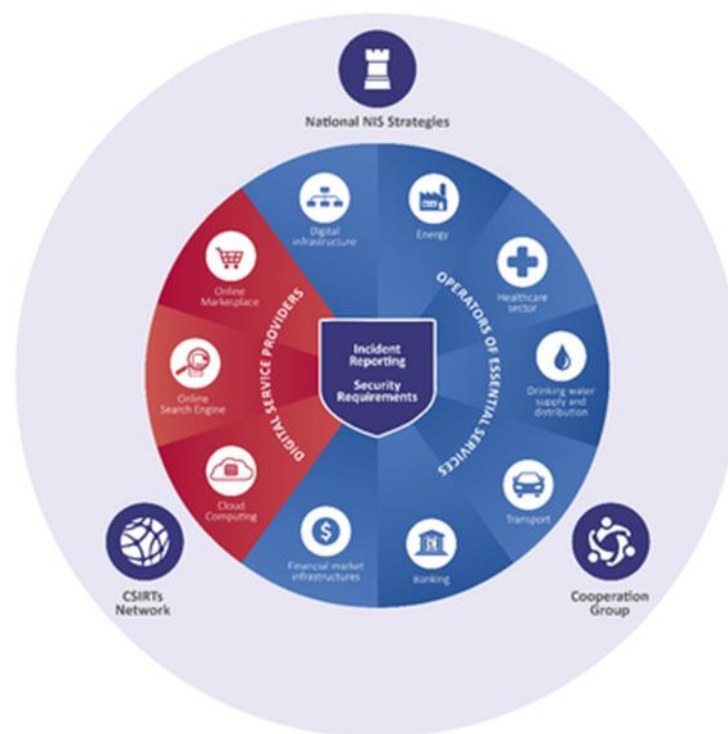 National NIS Strategies
Digital
infrastructure
Energy
Online
Marketplace
Healthcare
sector
DIGITAL SERVICE PROVIDERS
OPERATORS OF ESSENTIAL SERVICES
Incident
Reporting
Security
Requirements
Online
Search Engine
Drinking water
supply and
distribution
Cloud
Computing
Transport
Financial market
infrastructures
Banking
CSIRTs
Network
Cooperation
Group